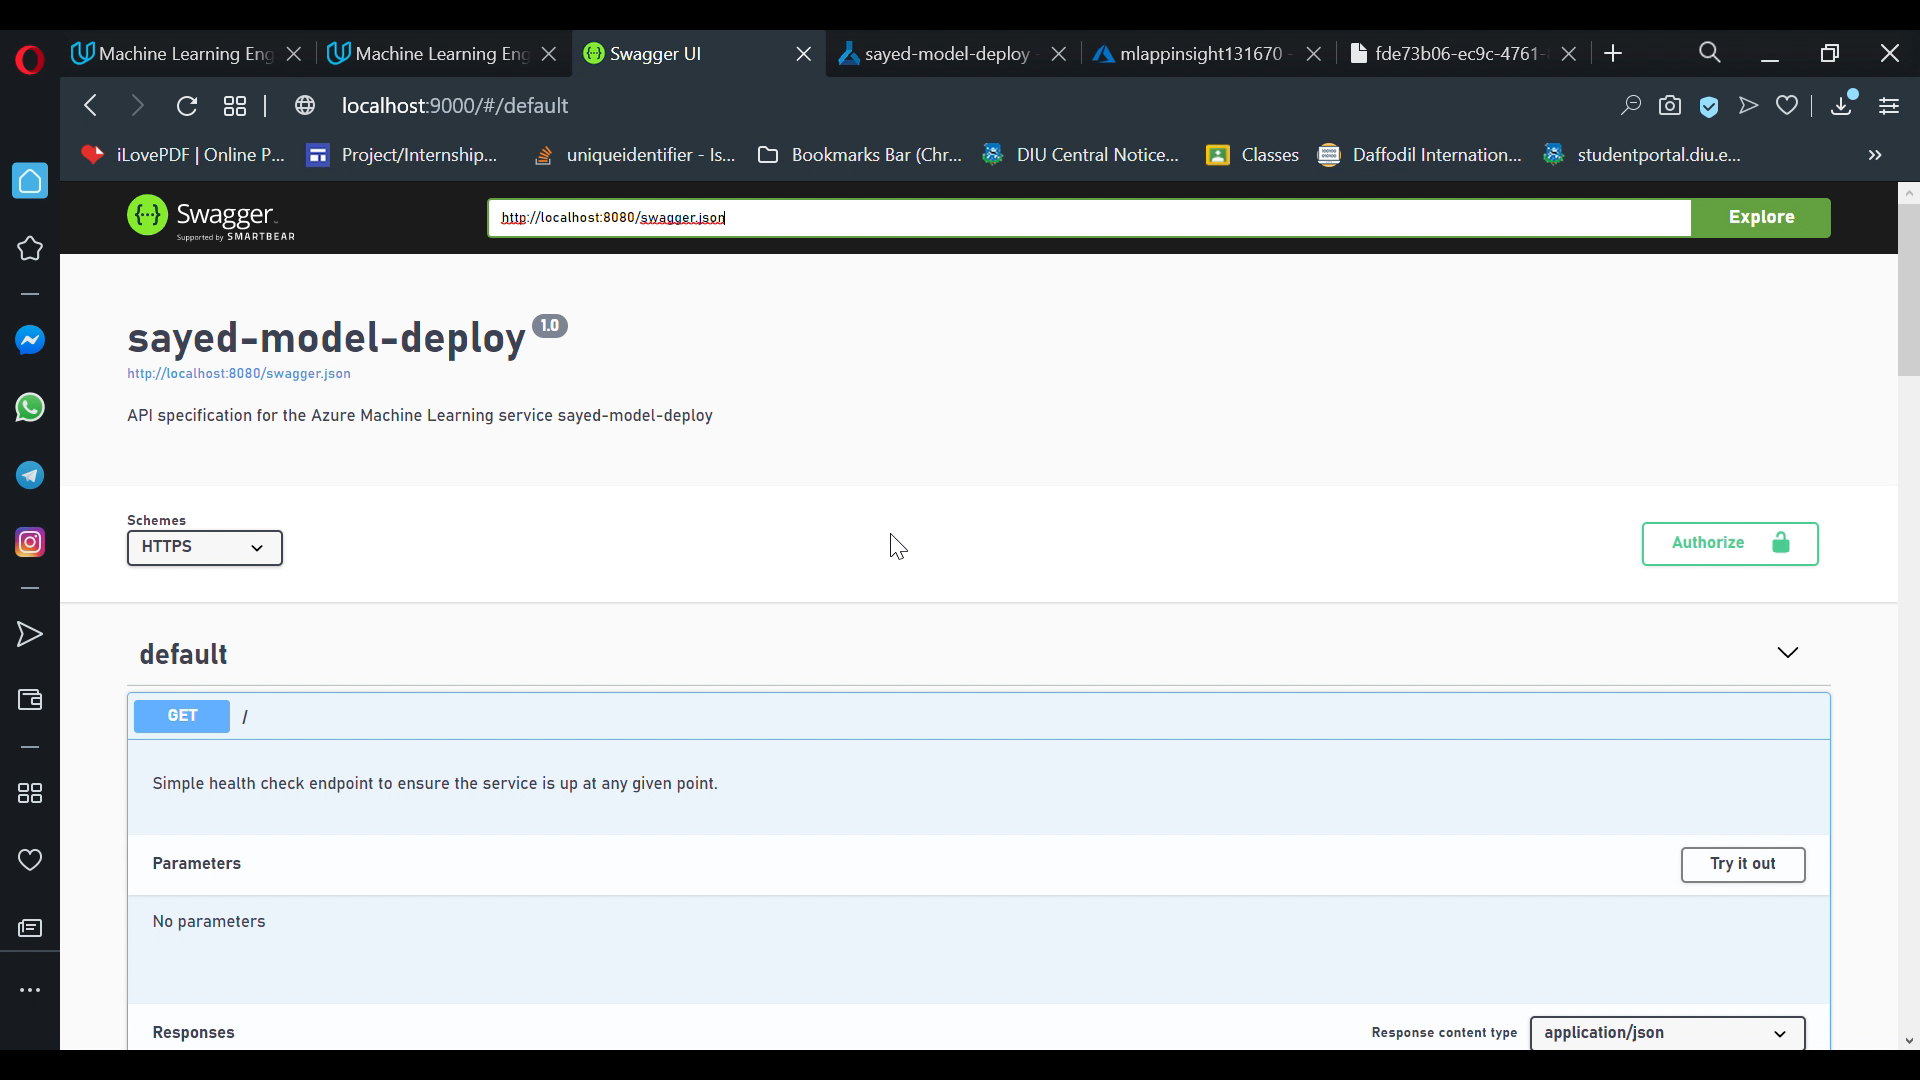 Machine Learning Eng
Machine Learning Eng
Swagger UI
sayed-model-deploy
mlappinsight131670 -
fde73b06-ec9c-4761-
localhost:9000/#/default
iLovePDF | Online P...
Project/Internship...
uniqueidentifier - Is...
Bookmarks Bar (Chr...
DIU Central Notice...
Classes
Daffodil Internation...
studentportal.diu.e...
Swagger
Supported by SMARTBEAR
http://localhost:8080/swagger.json
Explore
sayed-model-deploy 1.0
http://localhost:8080/swagger.json
API specification for the Azure Machine Learning service sayed-model-deploy
Schemes
HTTPS
Authorize
default
GET /
Simple health check endpoint to ensure the service is up at any given point.
Parameters
Try it out
No parameters
Responses
Response content type
application/json